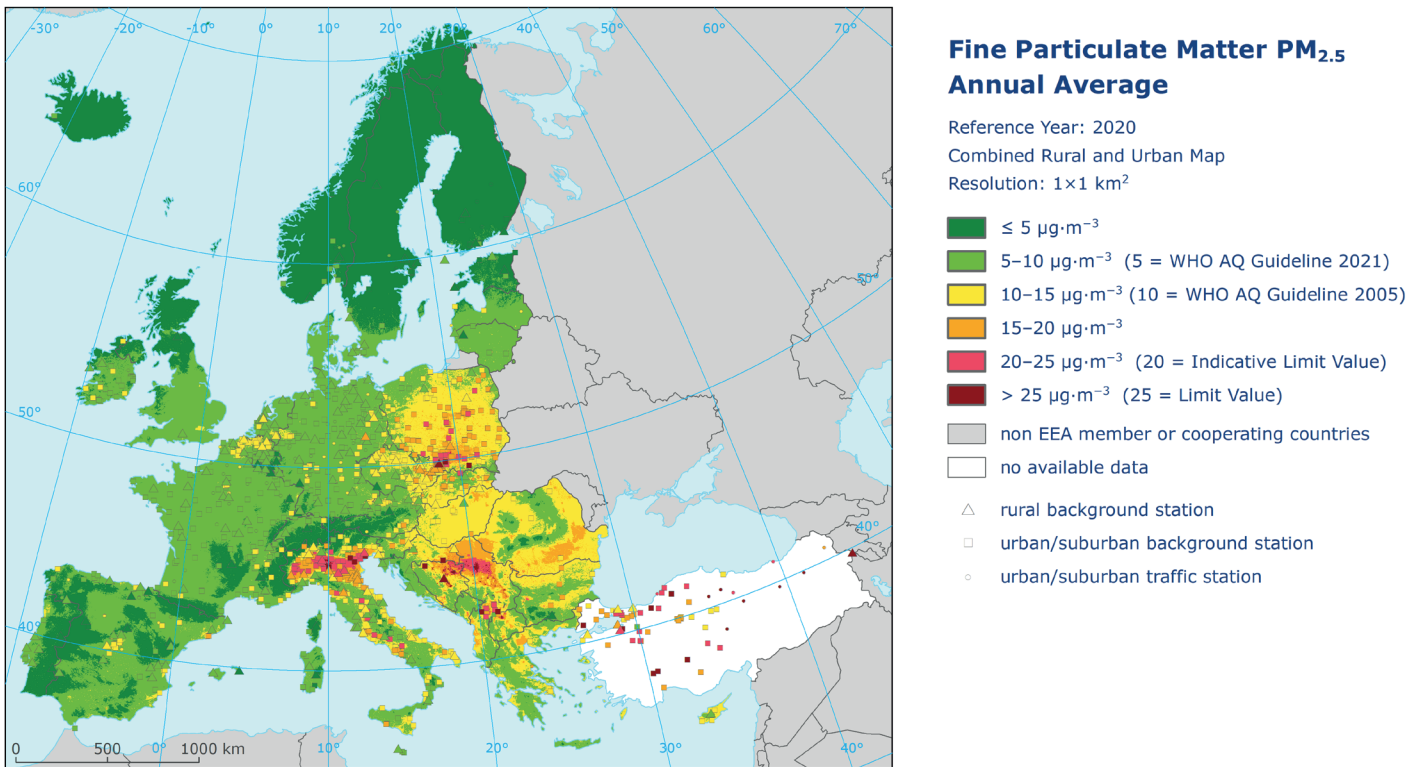 -30° -20° -10° 0° 10° 20° 30° 40° 50° 60° 70°
60°
50°
50°
40°
40°
0 500 1000 km
0° 10° 20° 30° 40°
Fine Particulate Matter PM₂.₅
Annual Average
Reference Year: 2020
Combined Rural and Urban Map
Resolution: 1×1 km²
≤ 5 µg·m⁻³
5–10 µg·m⁻³ (5 = WHO AQ Guideline 2021)
10–15 µg·m⁻³ (10 = WHO AQ Guideline 2005)
15–20 µg·m⁻³
20–25 µg·m⁻³ (20 = Indicative Limit Value)
> 25 µg·m⁻³ (25 = Limit Value)
non EEA member or cooperating countries
no available data
rural background station
urban/suburban background station
urban/suburban traffic station